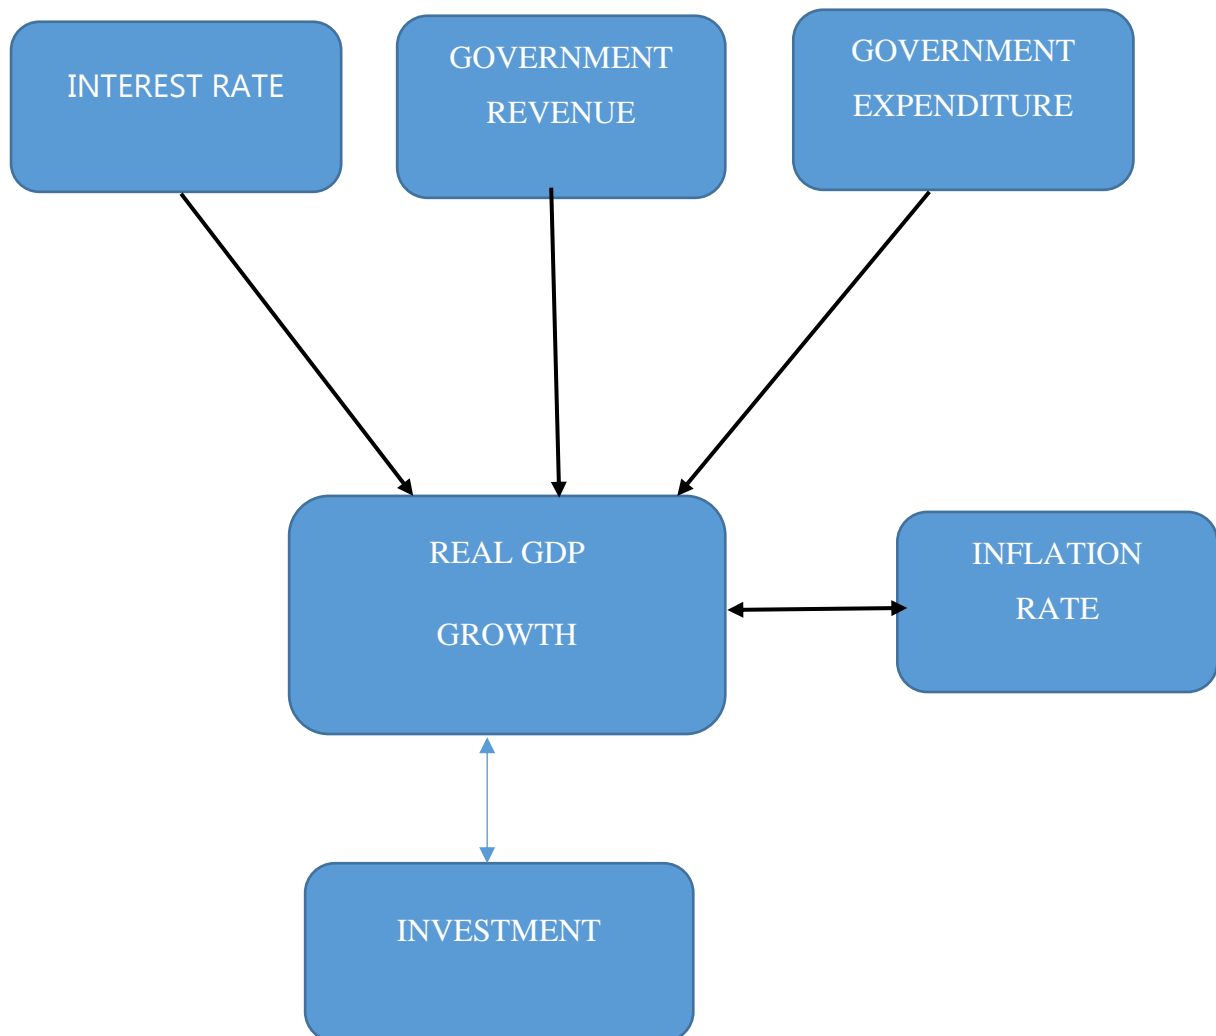 INTEREST RATE
GOVERNMENT
REVENUE
GOVERNMENT
EXPENDITURE
REAL GDP
GROWTH
INFLATION
RATE
INVESTMENT